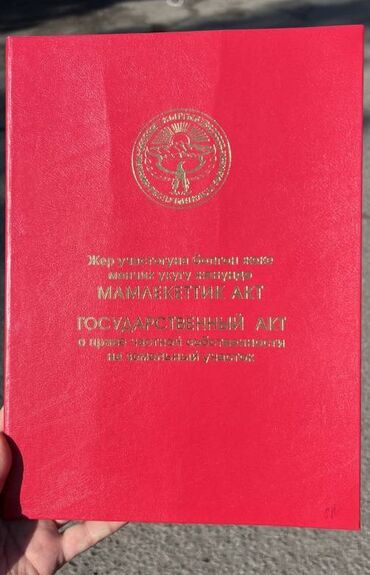 Жер участогуна болгон жеке
менчик укугу жөнүндө
МАМЛЕКЕТТИК АКТ
ГОСУДАРСТВЕННЫЙ АКТ
о праве частной собственности
на земельный участок